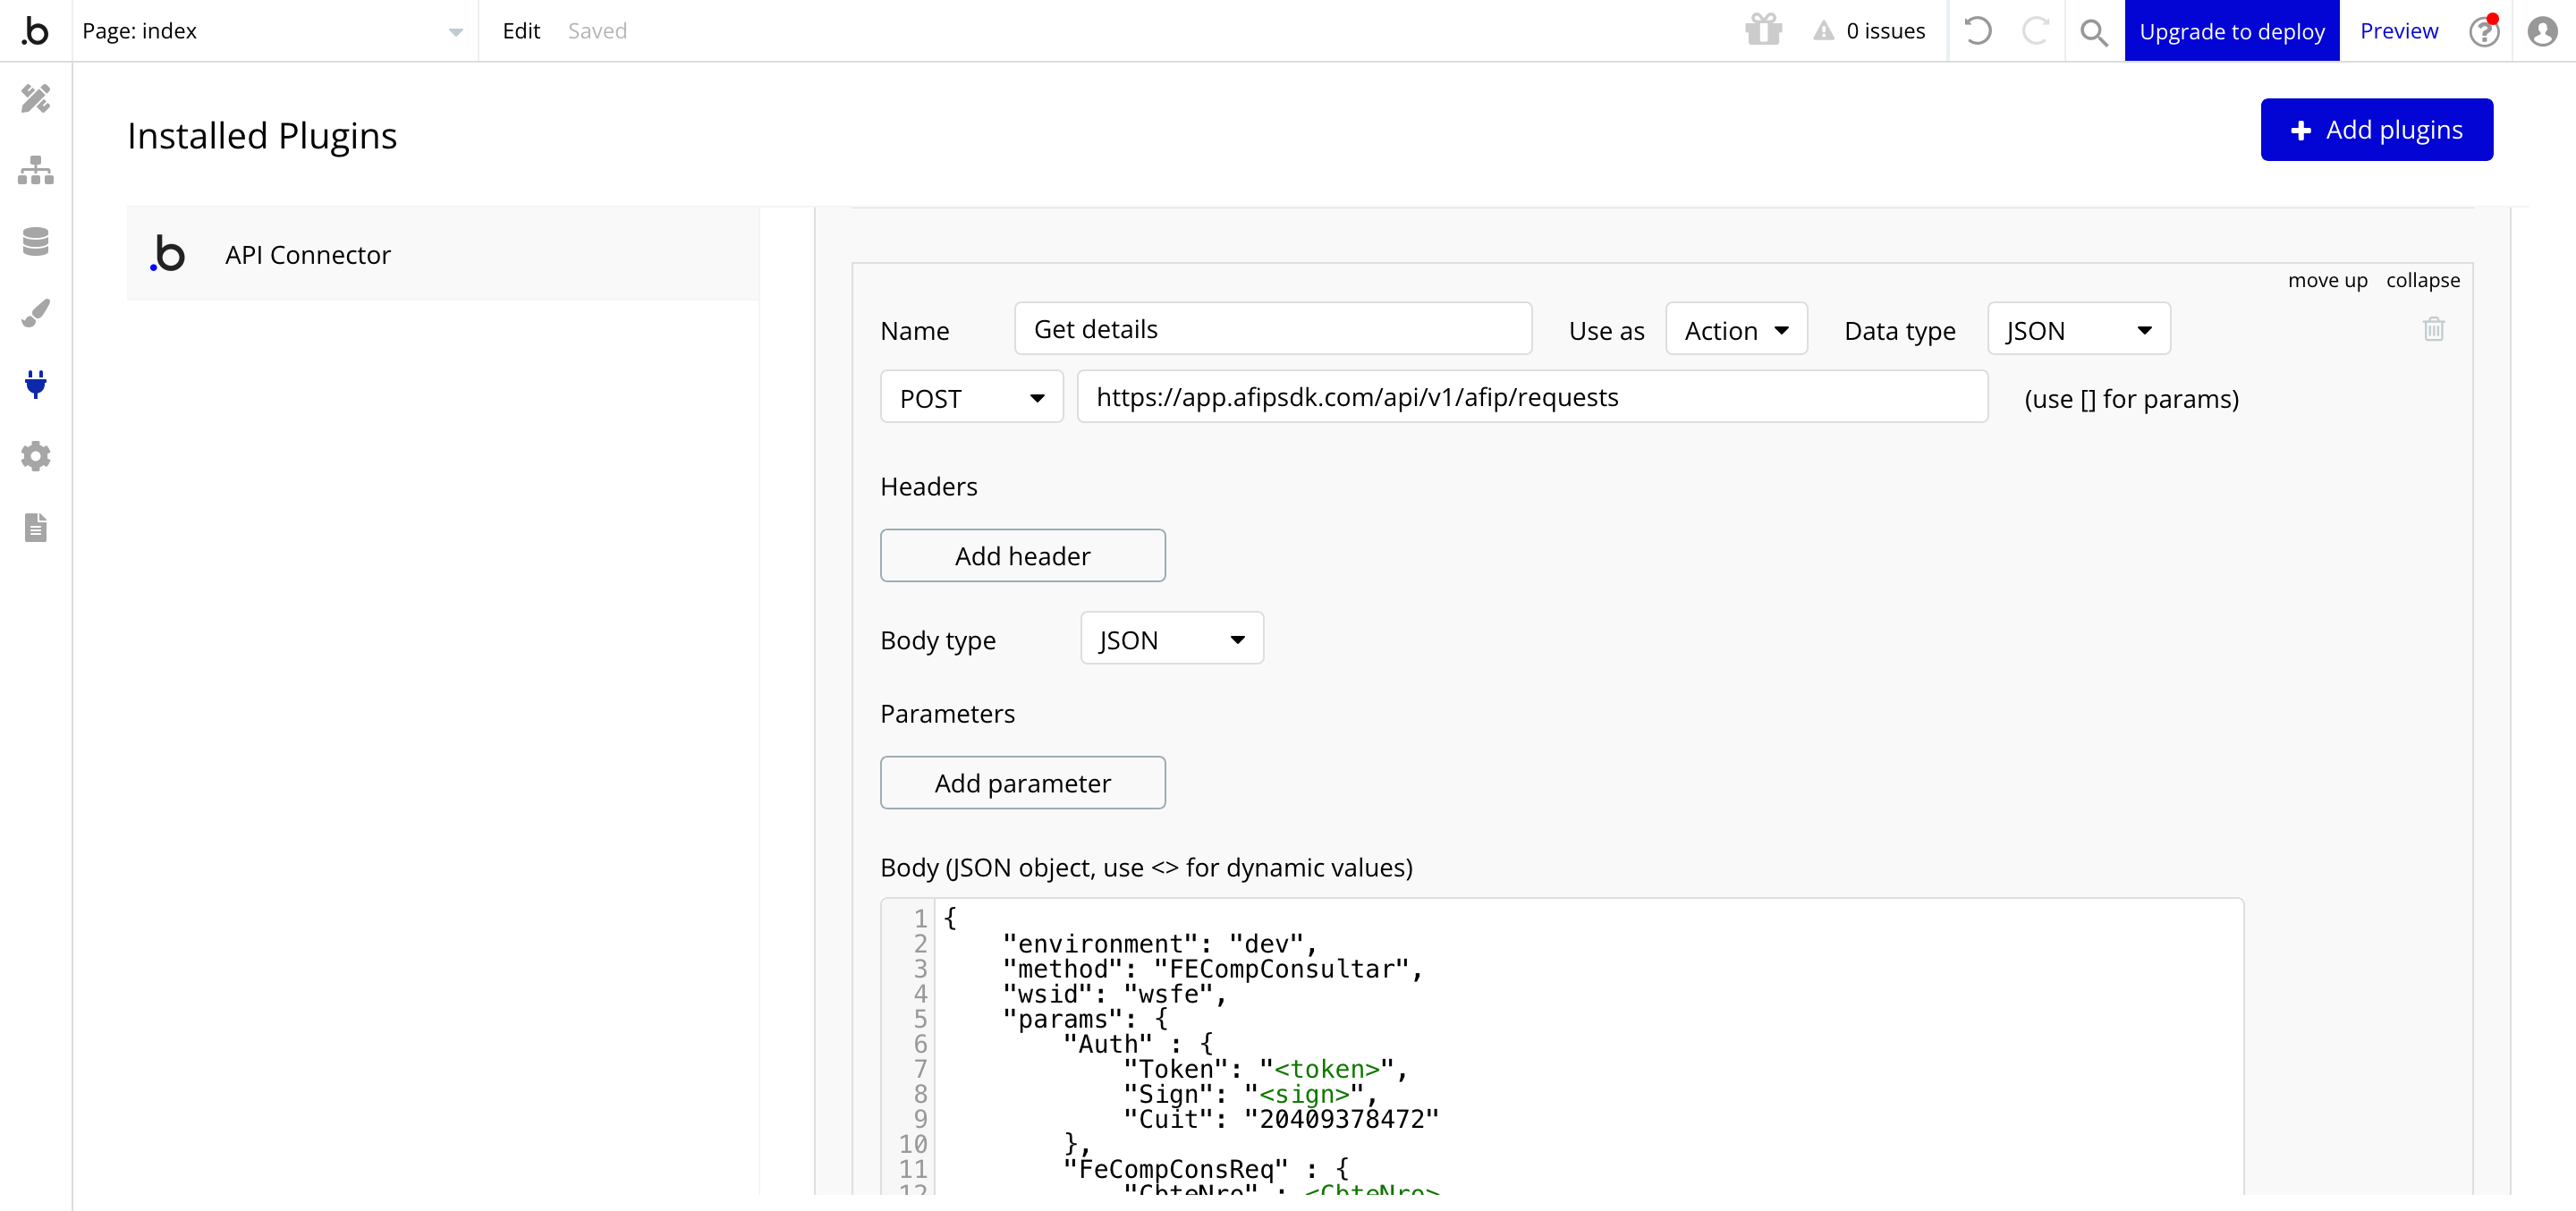 .b Page: index Edit Saved 0 issues Upgrade to deploy Preview ?
Installed Plugins
+ Add plugins
.b API Connector
move up collapse
Name Get details Use as Action Data type JSON
POST https://app.afipsdk.com/api/v1/afip/requests (use [] for params)
Headers
Add header
Body type JSON
Parameters
Add parameter
Body (JSON object, use <> for dynamic values)
1 {
2 "environment": "dev",
3 "method": "FECompConsultar",
4 "wsid": "wsfe",
5 "params": {
6 "Auth" : {
7 "Token": "<token>",
8 "Sign": "<sign>",
9 "Cuit": "20409378472"
10 },
11 "FeCompConsReq" : {
12 "CbteNro" : <CbteNro>